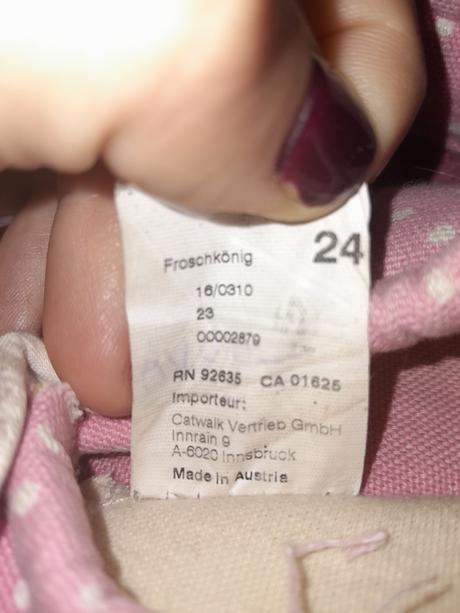 24
Froschkönig
16/0310
23
00002879
RN 92635 CA 01625
Importeur:
Catwalk Vertrieb GmbH
Innrain 9
A-6020 Innsbruck
Made in Austria